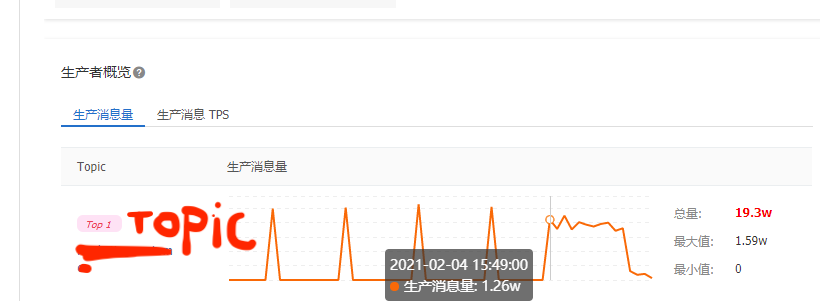 生产者概览 ?
生产消息量 生产消息 TPS
Topic 生产消息量
Top 1 TOPIC
总量: 19.3w
最大值: 1.59w
最小值: 0
2021-02-04 15:49:00
生产消息量: 1.26w